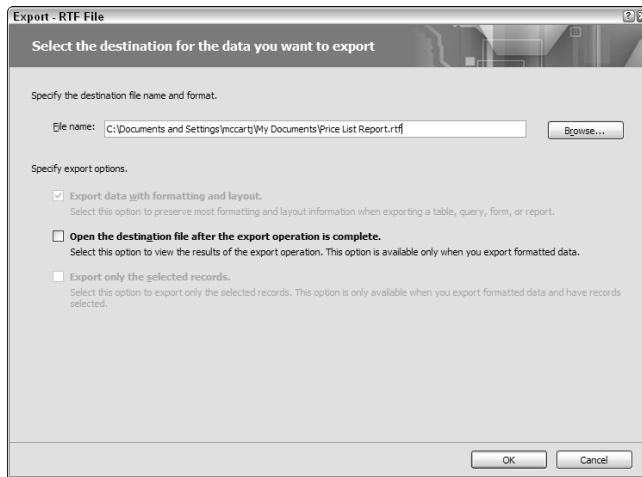 Export - RTF File
Select the destination for the data you want to export
Specify the destination file name and format.
File name: C:\Documents and Settings\mccartj\My Documents\Price List Report.rtf Browse...
Specify export options.
Export data with formatting and layout.
Select this option to preserve most formatting and layout information when exporting a table, query, form, or report.
Open the destination file after the export operation is complete.
Select this option to view the results of the export operation. This option is available only when you export formatted data.
Export only the selected records.
Select this option to export only the selected records. This option is only available when you export formatted data and have records
selected.
OK Cancel